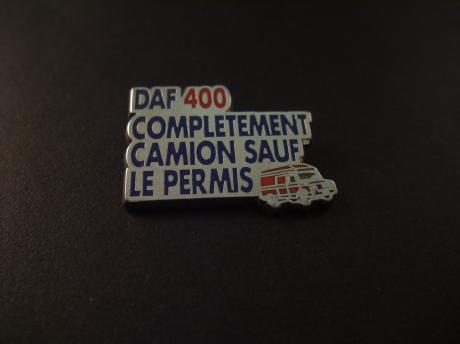 DAF 400
COMPLETEMENT
CAMION SAUF
LE PERMIS